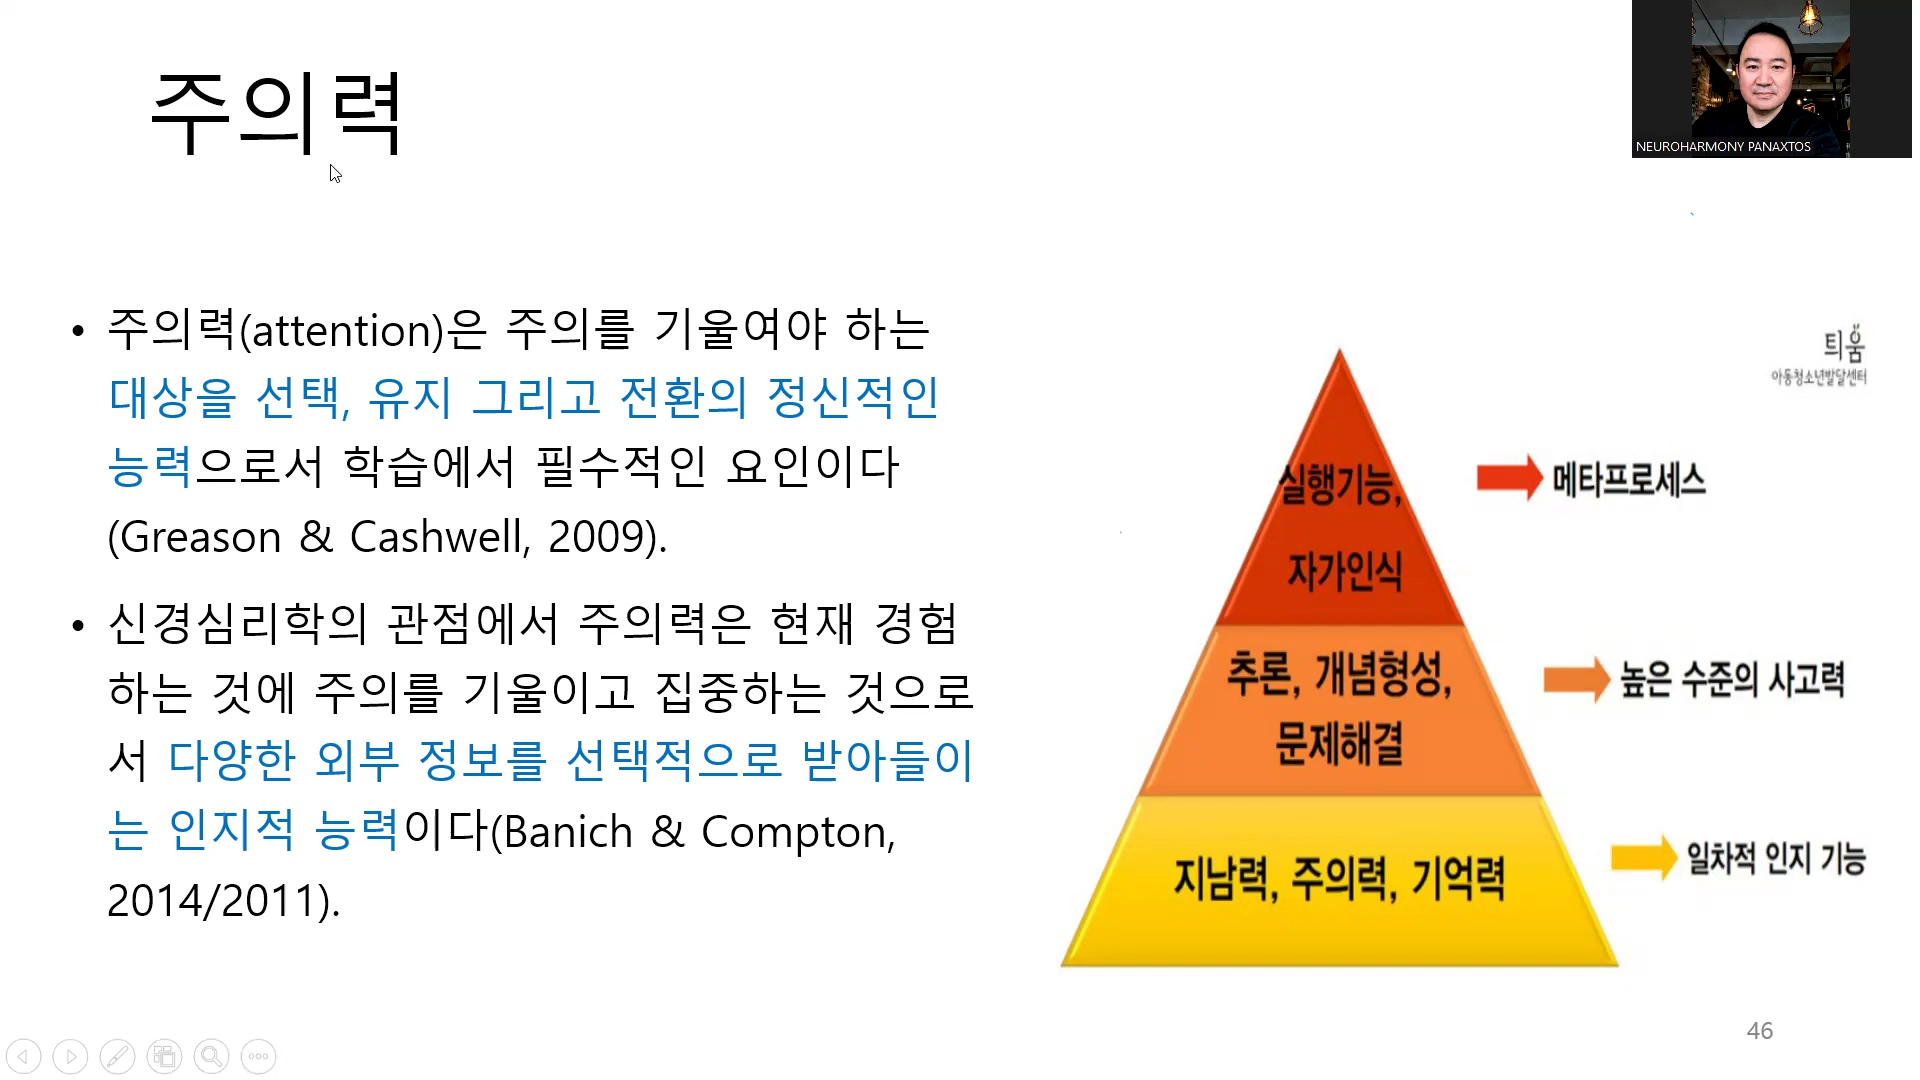 주의력
NEUROHARMONY PANAXTOS
• 주의력(attention)은 주의를 기울여야 하는
대상을 선택, 유지 그리고 전환의 정신적인
능력으로서 학습에서 필수적인 요인이다
(Greason & Cashwell, 2009).
• 신경심리학의 관점에서 주의력은 현재 경험
하는 것에 주의를 기울이고 집중하는 것으로
서 다양한 외부 정보를 선택적으로 받아들이
는 인지적 능력이다(Banich & Compton,
2014/2011).
틔움
아동청소년발달센터
실행기능,
자가인식
메타프로세스
추론, 개념형성,
문제해결
높은 수준의 사고력
지남력, 주의력, 기억력
일차적 인지 기능
46